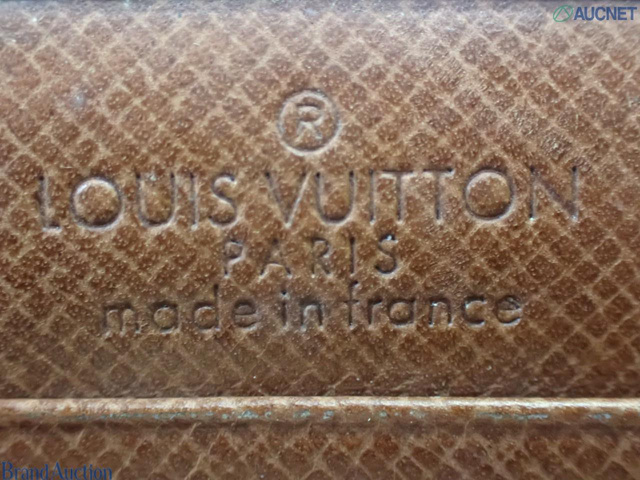 AUCNET
®
LOUIS VUITTON
PARIS
made in france
Brand Auction